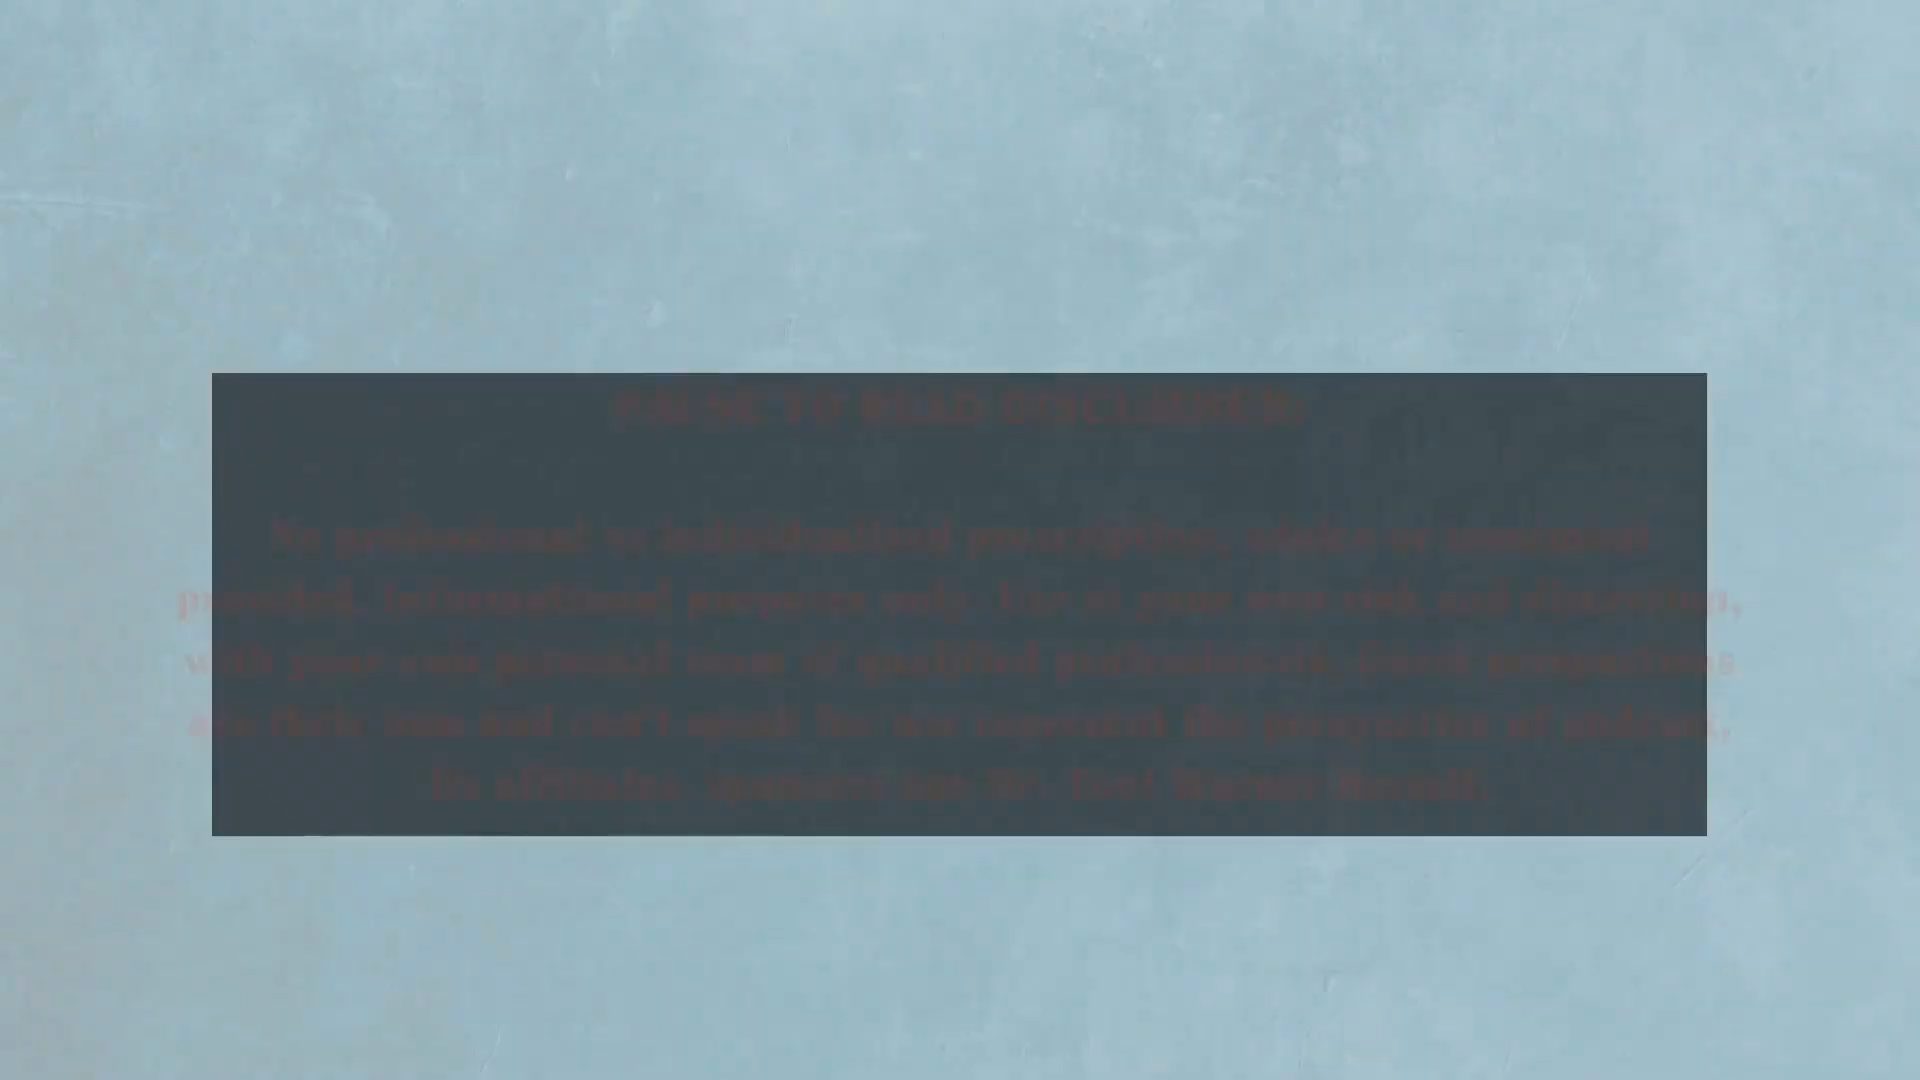 PAUSE TO READ DISCLAIMER:
No professional or individualized prescription, advice or treatment
provided. Informational purposes only. Use at your own risk and discretion,
with your own personal team of qualified professionals. Guest perspectives
are their own and don't speak for, nor represent the perspective of
its affiliates, sponsors nor